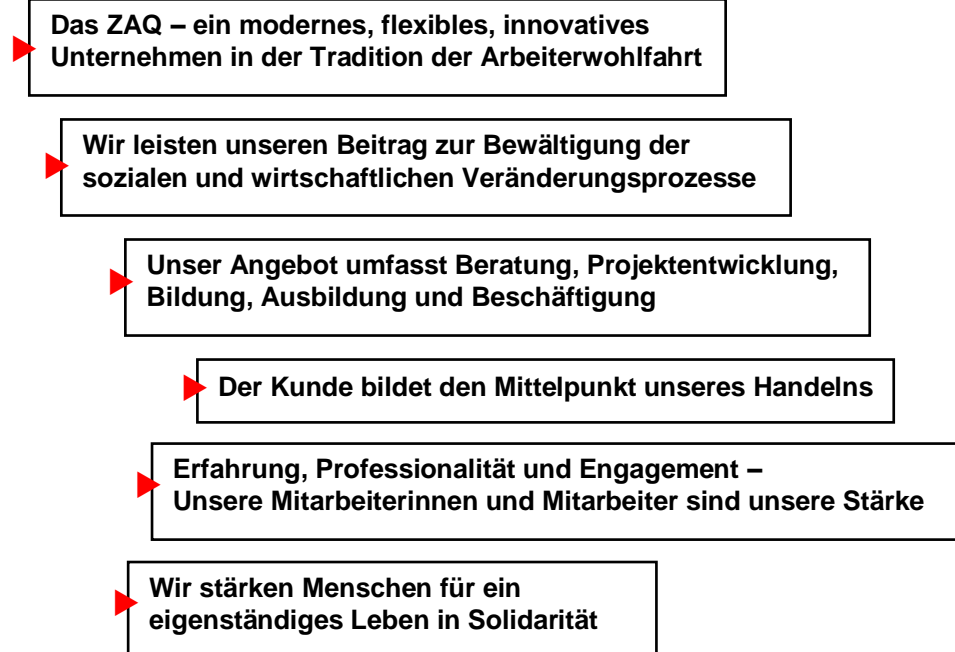 Das ZAQ – ein modernes, flexibles, innovatives
Unternehmen in der Tradition der Arbeiterwohlfahrt
Wir leisten unseren Beitrag zur Bewältigung der
sozialen und wirtschaftlichen Veränderungsprozesse
Unser Angebot umfasst Beratung, Projektentwicklung,
Bildung, Ausbildung und Beschäftigung
Der Kunde bildet den Mittelpunkt unseres Handelns
Erfahrung, Professionalität und Engagement –
Unsere Mitarbeiterinnen und Mitarbeiter sind unsere Stärke
Wir stärken Menschen für ein
eigenständiges Leben in Solidarität